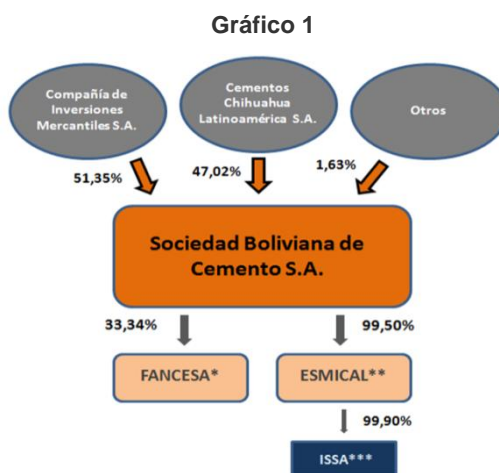 Gráfico 1
Compañía de
Inversiones
Mercantiles S.A.
Cementos
Chihuahua
Latinoamérica S.A.
Otros
51,35%
47,02%
1,63%
Sociedad Boliviana de
Cemento S.A.
33,34%
99,50%
FANCESA*
ESMICAL**
99,90%
ISSA***